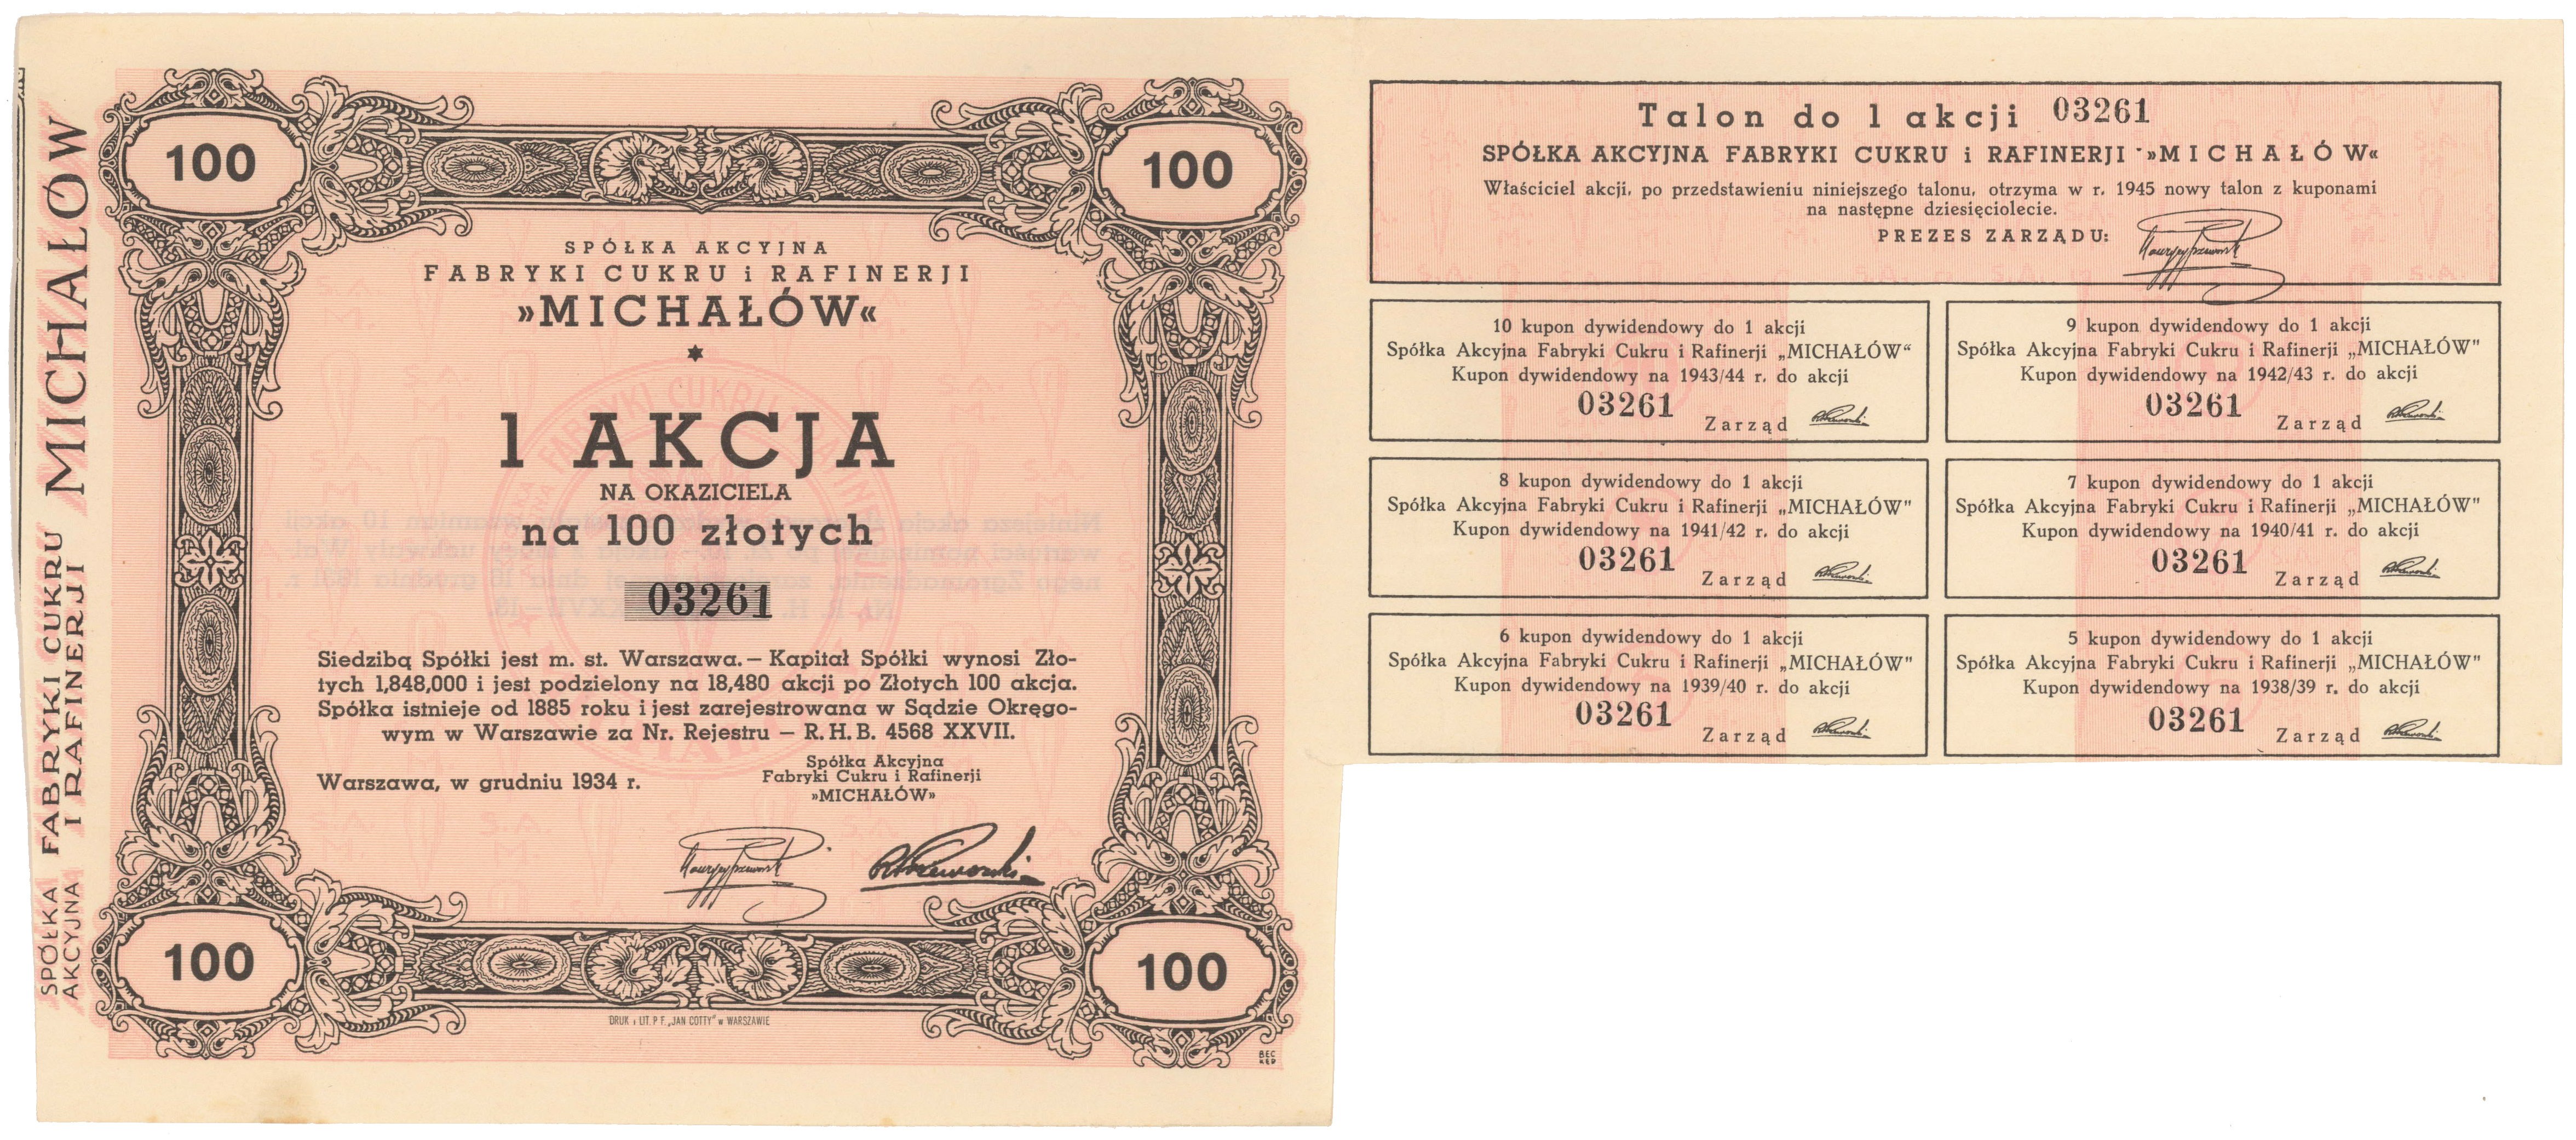 SPÓŁKA AKCYJNA FABRYKI CUKRU I RAFINERJI MICHAŁÓW
100
100
SPÓŁKA AKCYJNA
FABRYKI CUKRU i RAFINERJI
»MICHAŁÓW«
1 AKCJA
NA OKAZICIELA
na 100 złotych
03261
Siedzibą Spółki jest m. st. Warszawa. – Kapitał Spółki wynosi Zło-
tych 1,848,000 i jest podzielony na 18,480 akcji po Złotych 100 akcja.
Spółka istnieje od 1885 roku i jest zarejestrowana w Sądzie Okręgo-
wym w Warszawie za Nr. Rejestru – R. H. B. 4568 XXVII.
Warszawa, w grudniu 1934 r.
Spółka Akcyjna
Fabryki Cukru i Rafinerji
»MICHAŁÓW»
100
100
DRUK i LIT. P. F. „JAN COTTY" w WARSZAWIE
Talon do 1 akcji 03261
SPÓŁKA AKCYJNA FABRYKI CUKRU i RAFINERJI »MICHAŁÓW«
Właściciel akcji, po przedstawieniu niniejszego talonu, otrzyma w r. 1945 nowy talon z kuponami
na następne dziesięciolecie.
PREZES ZARZĄDU:
10 kupon dywidendowy do 1 akcji
Spółka Akcyjna Fabryki Cukru i Rafinerji „MICHAŁÓW“
Kupon dywidendowy na 1943/44 r. do akcji
03261
Zarząd
9 kupon dywidendowy do 1 akcji
Spółka Akcyjna Fabryki Cukru i Rafinerji „MICHAŁÓW"
Kupon dywidendowy na 1942/43 r. do akcji
03261
Zarząd
8 kupon dywidendowy do 1 akcji
Spółka Akcyjna Fabryki Cukru i Rafinerji „MICHAŁÓW"
Kupon dywidendowy na 1941/42 r. do akcji
03261
Zarząd
7 kupon dywidendowy do 1 akcji
Spółka Akcyjna Fabryki Cukru i Rafinerji „MICHAŁÓW"
Kupon dywidendowy na 1940/41 r. do akcji
03261
Zarząd
6 kupon dywidendowy do 1 akcji
Spółka Akcyjna Fabryki Cukru i Rafinerji „MICHAŁÓW"
Kupon dywidendowy na 1939/40 r. do akcji
03261
Zarząd
5 kupon dywidendowy do 1 akcji
Spółka Akcyjna Fabryki Cukru i Rafinerji „MICHAŁÓW"
Kupon dywidendowy na 1938/39 r. do akcji
03261
Zarząd